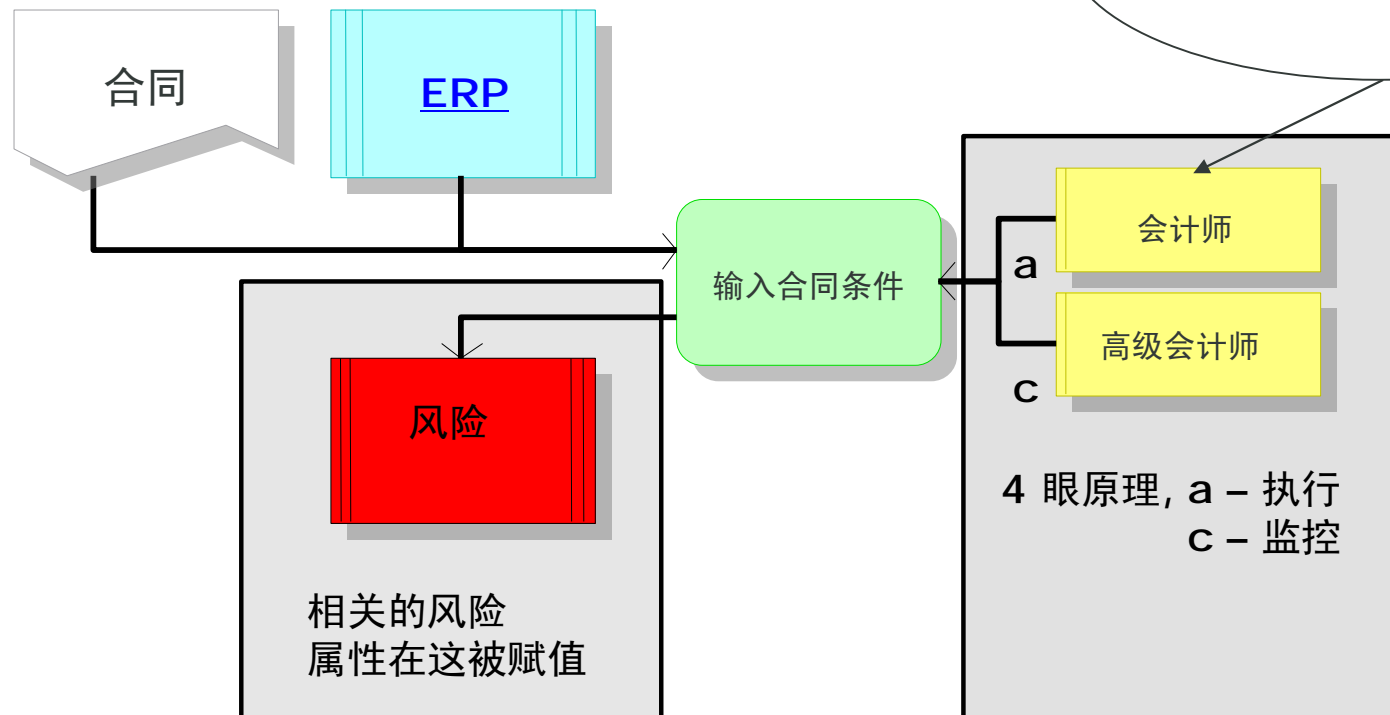 合同
ERP
输入合同条件
会计师
a
高级会计师
c
风险
4 眼原理, a – 执行
c – 监控
相关的风险
属性在这被赋值